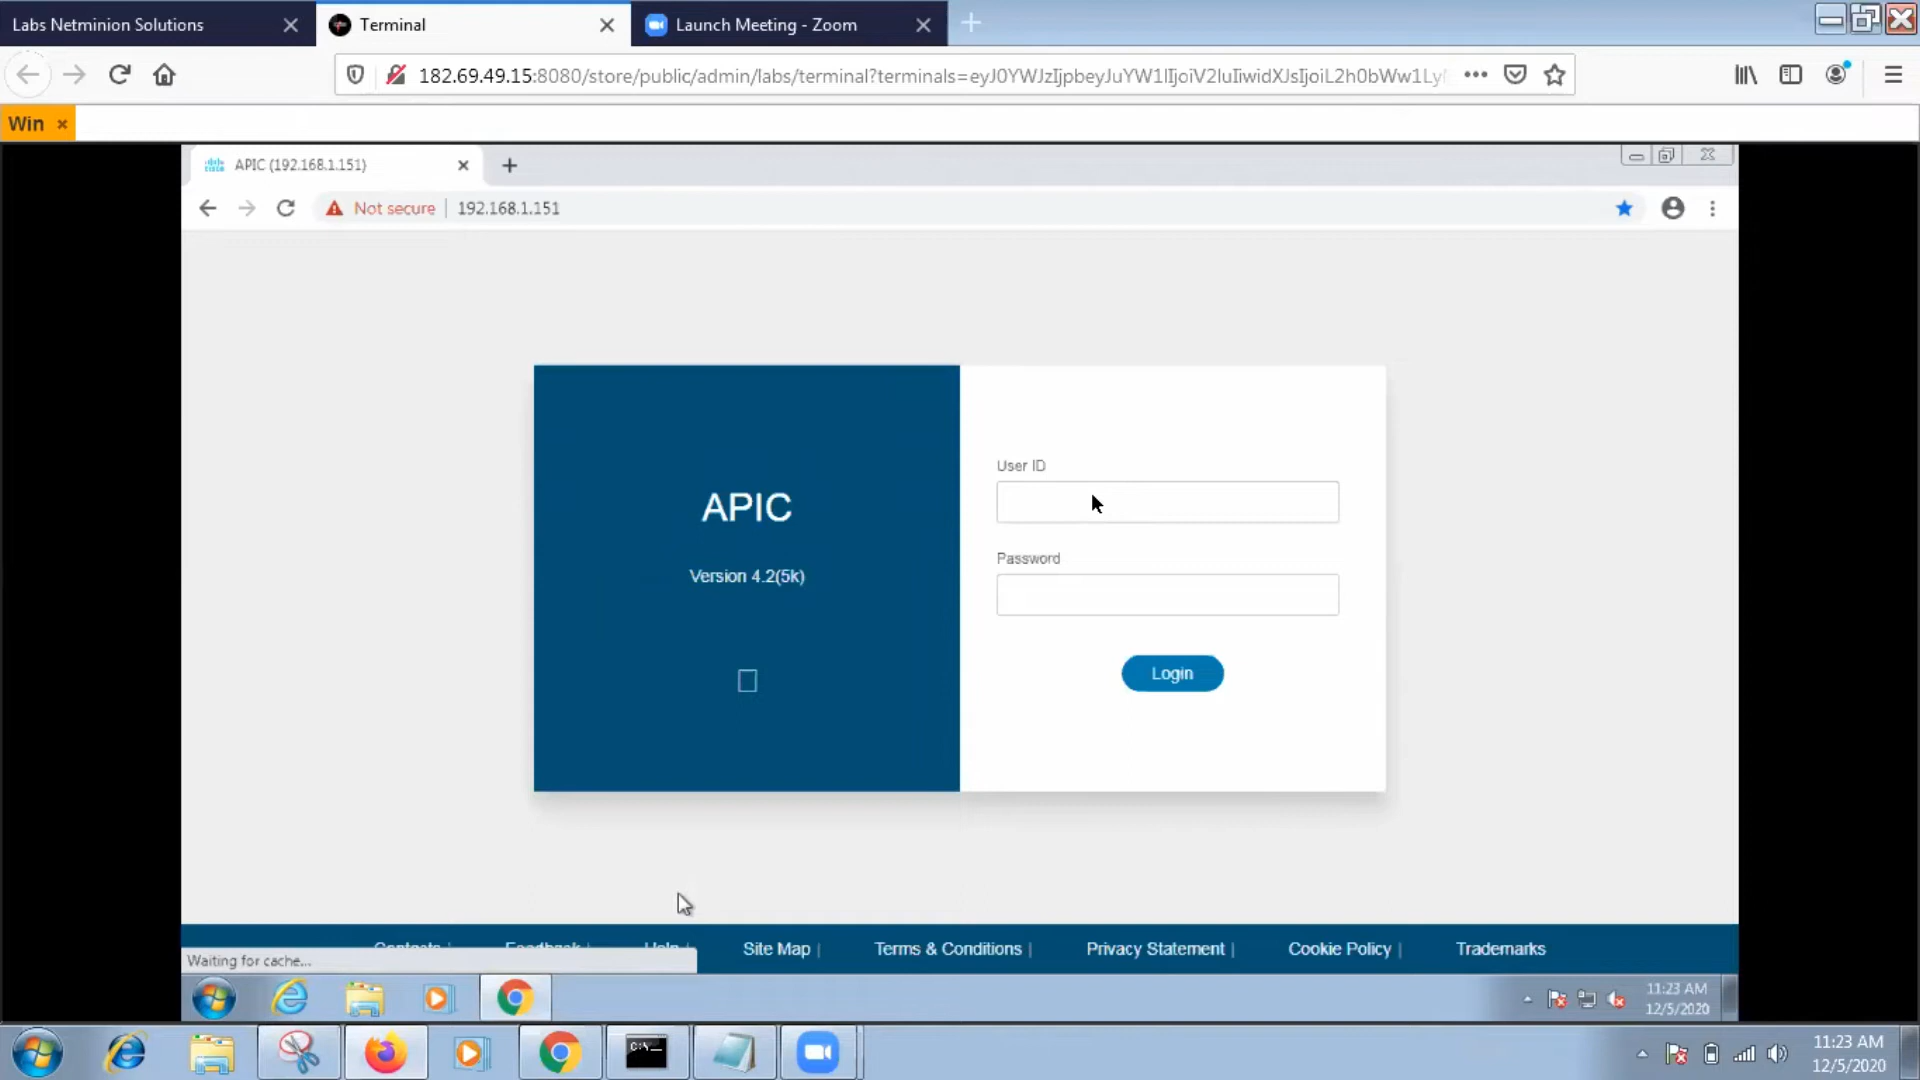 Labs Netminion Solutions
Terminal
Launch Meeting - Zoom
182.69.49.15:8080/store/public/admin/labs/terminal?terminals=
Win
APIC (192.168.1.151)
Not secure
192.168.1.151
APIC
Version 4.2(5k)
User ID
Password
Login
Contacts |
Feedback |
Help |
Site Map |
Terms & Conditions |
Privacy Statement |
Cookie Policy |
Trademarks
Waiting for cache...
11:23 AM
12/5/2020
11:23 AM
12/5/2020